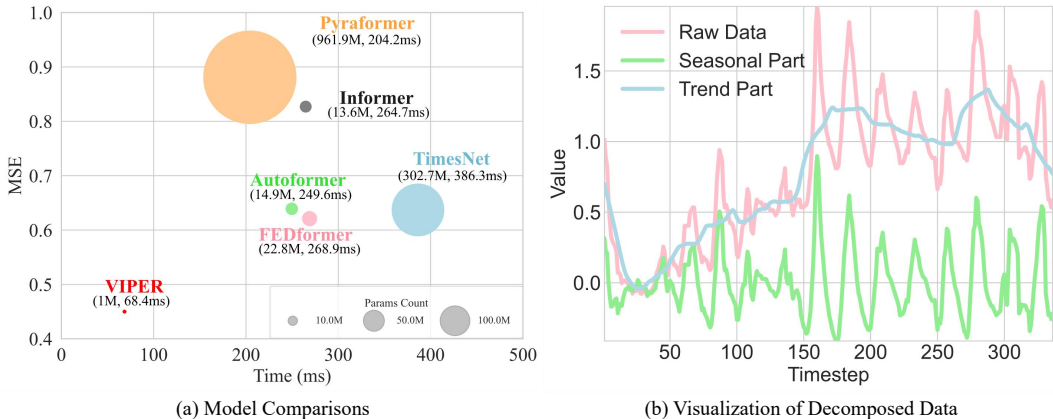 1.0
0.9
0.8
0.7
0.6
0.5
0.4
MSE
Pyraformer
(961.9M, 204.2ms)
Informer
(13.6M, 264.7ms)
TimesNet
(302.7M, 386.3ms)
Autoformer
(14.9M, 249.6ms)
FEDformer
(22.8M, 268.9ms)
VIPER
(1M, 68.4ms)
Params Count
10.0M 50.0M 100.0M
0 100 200 300 400 500
Time (ms)
(a) Model Comparisons
Raw Data
Seasonal Part
Trend Part
1.5
1.0
0.5
0.0
Value
50 100 150 200 250 300
Timestep
(b) Visualization of Decomposed Data